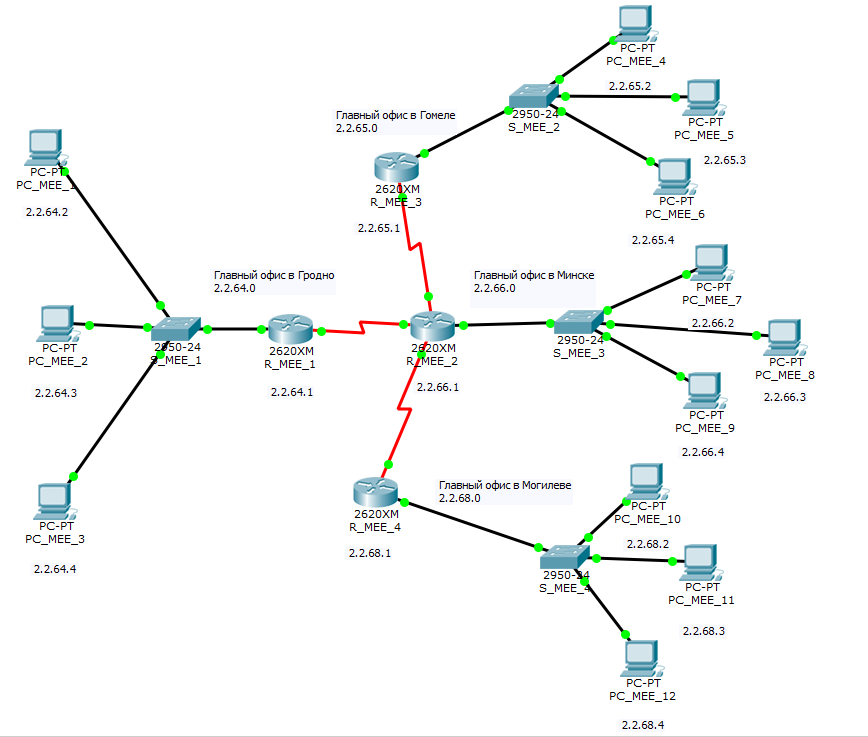 PC-PT
PC_MEE_4
2.2.65.2
2950-24
S_MEE_2
PC-PT
PC_MEE_5
2.2.65.3
Главный офис в Гомеле
2.2.65.0
PC-PT
PC_MEE_1
2.2.64.2
2620XM
R_MEE_3
2.2.65.1
PC-PT
PC_MEE_6
2.2.65.4
Главный офис в Гродно
2.2.64.0
Главный офис в Минске
2.2.66.0
PC-PT
PC_MEE_7
2.2.66.2
PC-PT
PC_MEE_2
2.2.64.3
2950-24
S_MEE_1
2620XM
R_MEE_1
2.2.64.1
2620XM
R_MEE_2
2.2.66.1
2950-24
S_MEE_3
PC-PT
PC_MEE_8
2.2.66.3
PC-PT
PC_MEE_9
2.2.66.4
PC-PT
PC_MEE_3
2.2.64.4
2620XM
R_MEE_4
2.2.68.1
Главный офис в Могилеве
2.2.68.0
PC-PT
PC_MEE_10
2.2.68.2
2950-24
S_MEE_4
PC-PT
PC_MEE_11
2.2.68.3
PC-PT
PC_MEE_12
2.2.68.4